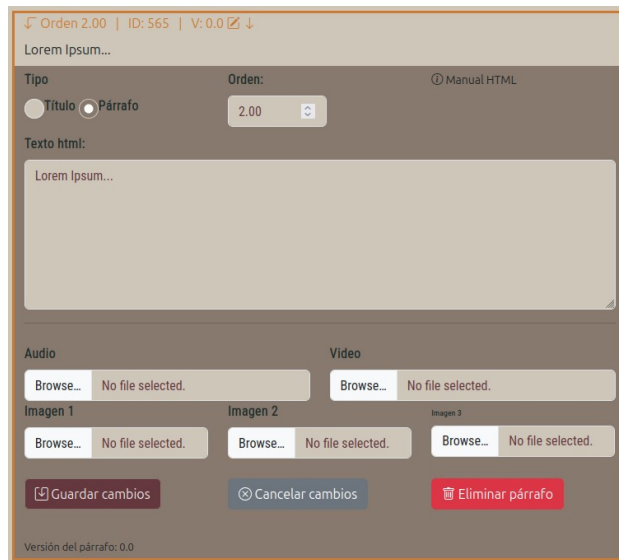 Orden 2.00 | ID: 565 | V: 0.0
Lorem Ipsum...
Tipo Orden: Manual HTML
Título Párrafo 2.00
Texto html:
Lorem Ipsum...
Audio Video
Browse... No file selected. Browse... No file selected.
Imagen 1 Imagen 2 Imagen 3
Browse... No file selected. Browse... No file selected. Browse... No file selected.
Guardar cambios Cancelar cambios Eliminar párrafo
Versión del párrafo: 0.0